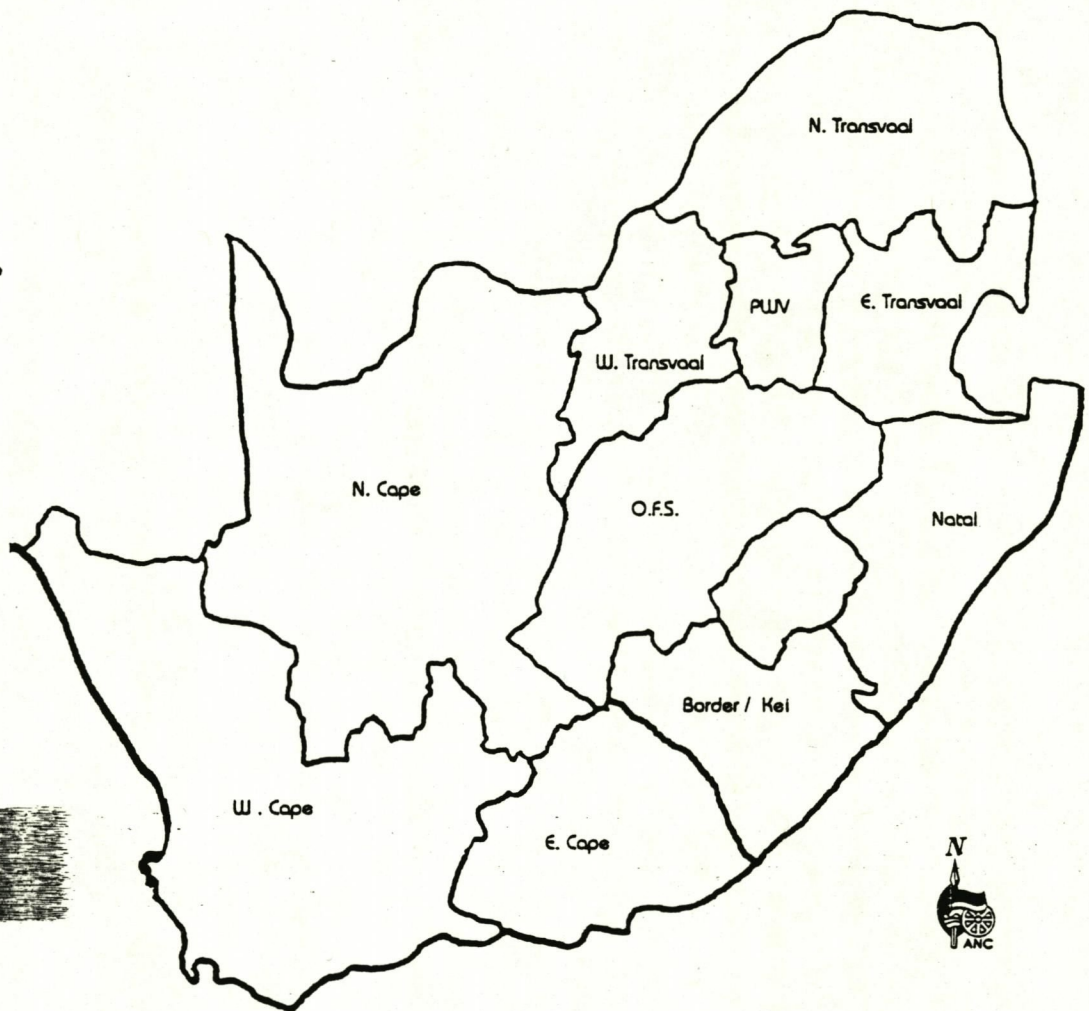 N. Transvaal
PWV
E. Transvaal
W. Transvaal
N. Cape
O.F.S.
Natal
Border / Kei
W . Cape
E. Cape
N
ANC